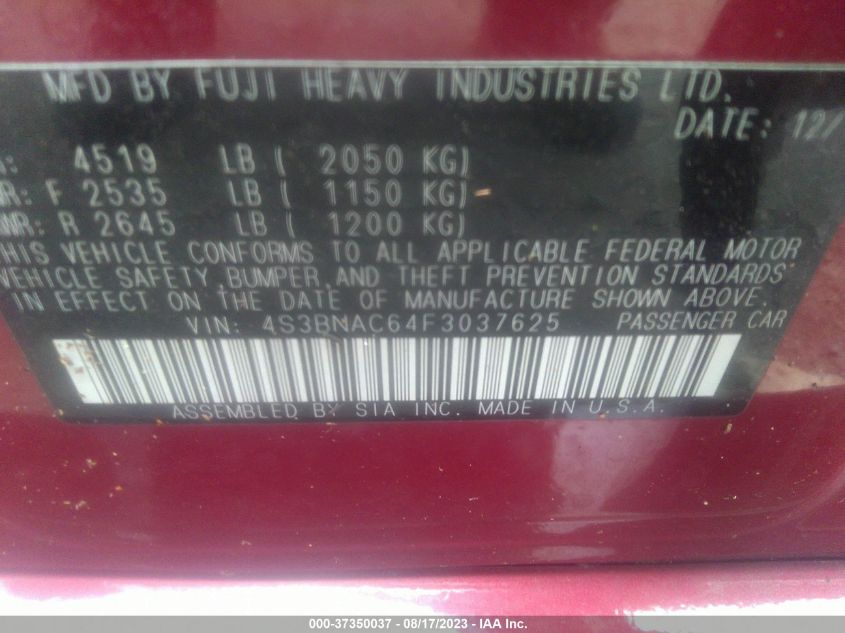 MFD BY FUJI HEAVY INDUSTRIES LTD.
DATE: 12/
4519 LB ( 2050 KG)
F 2535 LB ( 1150 KG)
R 2645 LB ( 1200 KG)
HIS VEHICLE CONFORMS TO ALL APPLICABLE FEDERAL MOTOR
VEHICLE SAFETY, BUMPER, AND THEFT PREVENTION STANDARDS
IN EFFECT ON THE DATE OF MANUFACTURE SHOWN ABOVE.
VIN: 4S3BNAC64F3037625 PASSENGER CAR
ASSEMBLED BY SIA INC. MADE IN U.S.A.
000-37350037 - 08/17/2023 - IAA Inc.